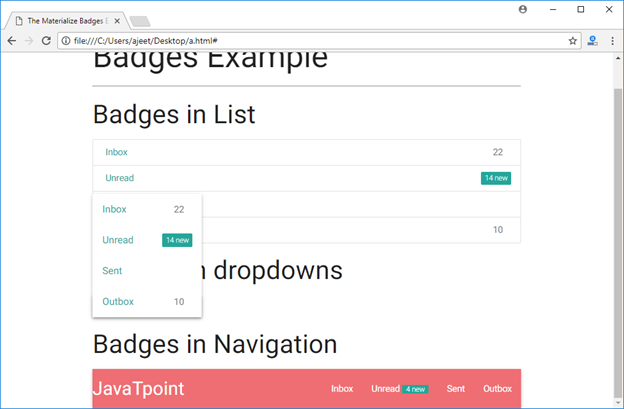 The Materialize Badges E
file:///C:/Users/ajeet/Desktop/a.html#
Badges Example
Badges in List
Inbox 22
Unread 14 new
10
Inbox 22
Unread 14 new
Sent
Outbox 10
n dropdowns
Badges in Navigation
JavaTpoint Inbox Unread 4 new Sent Outbox